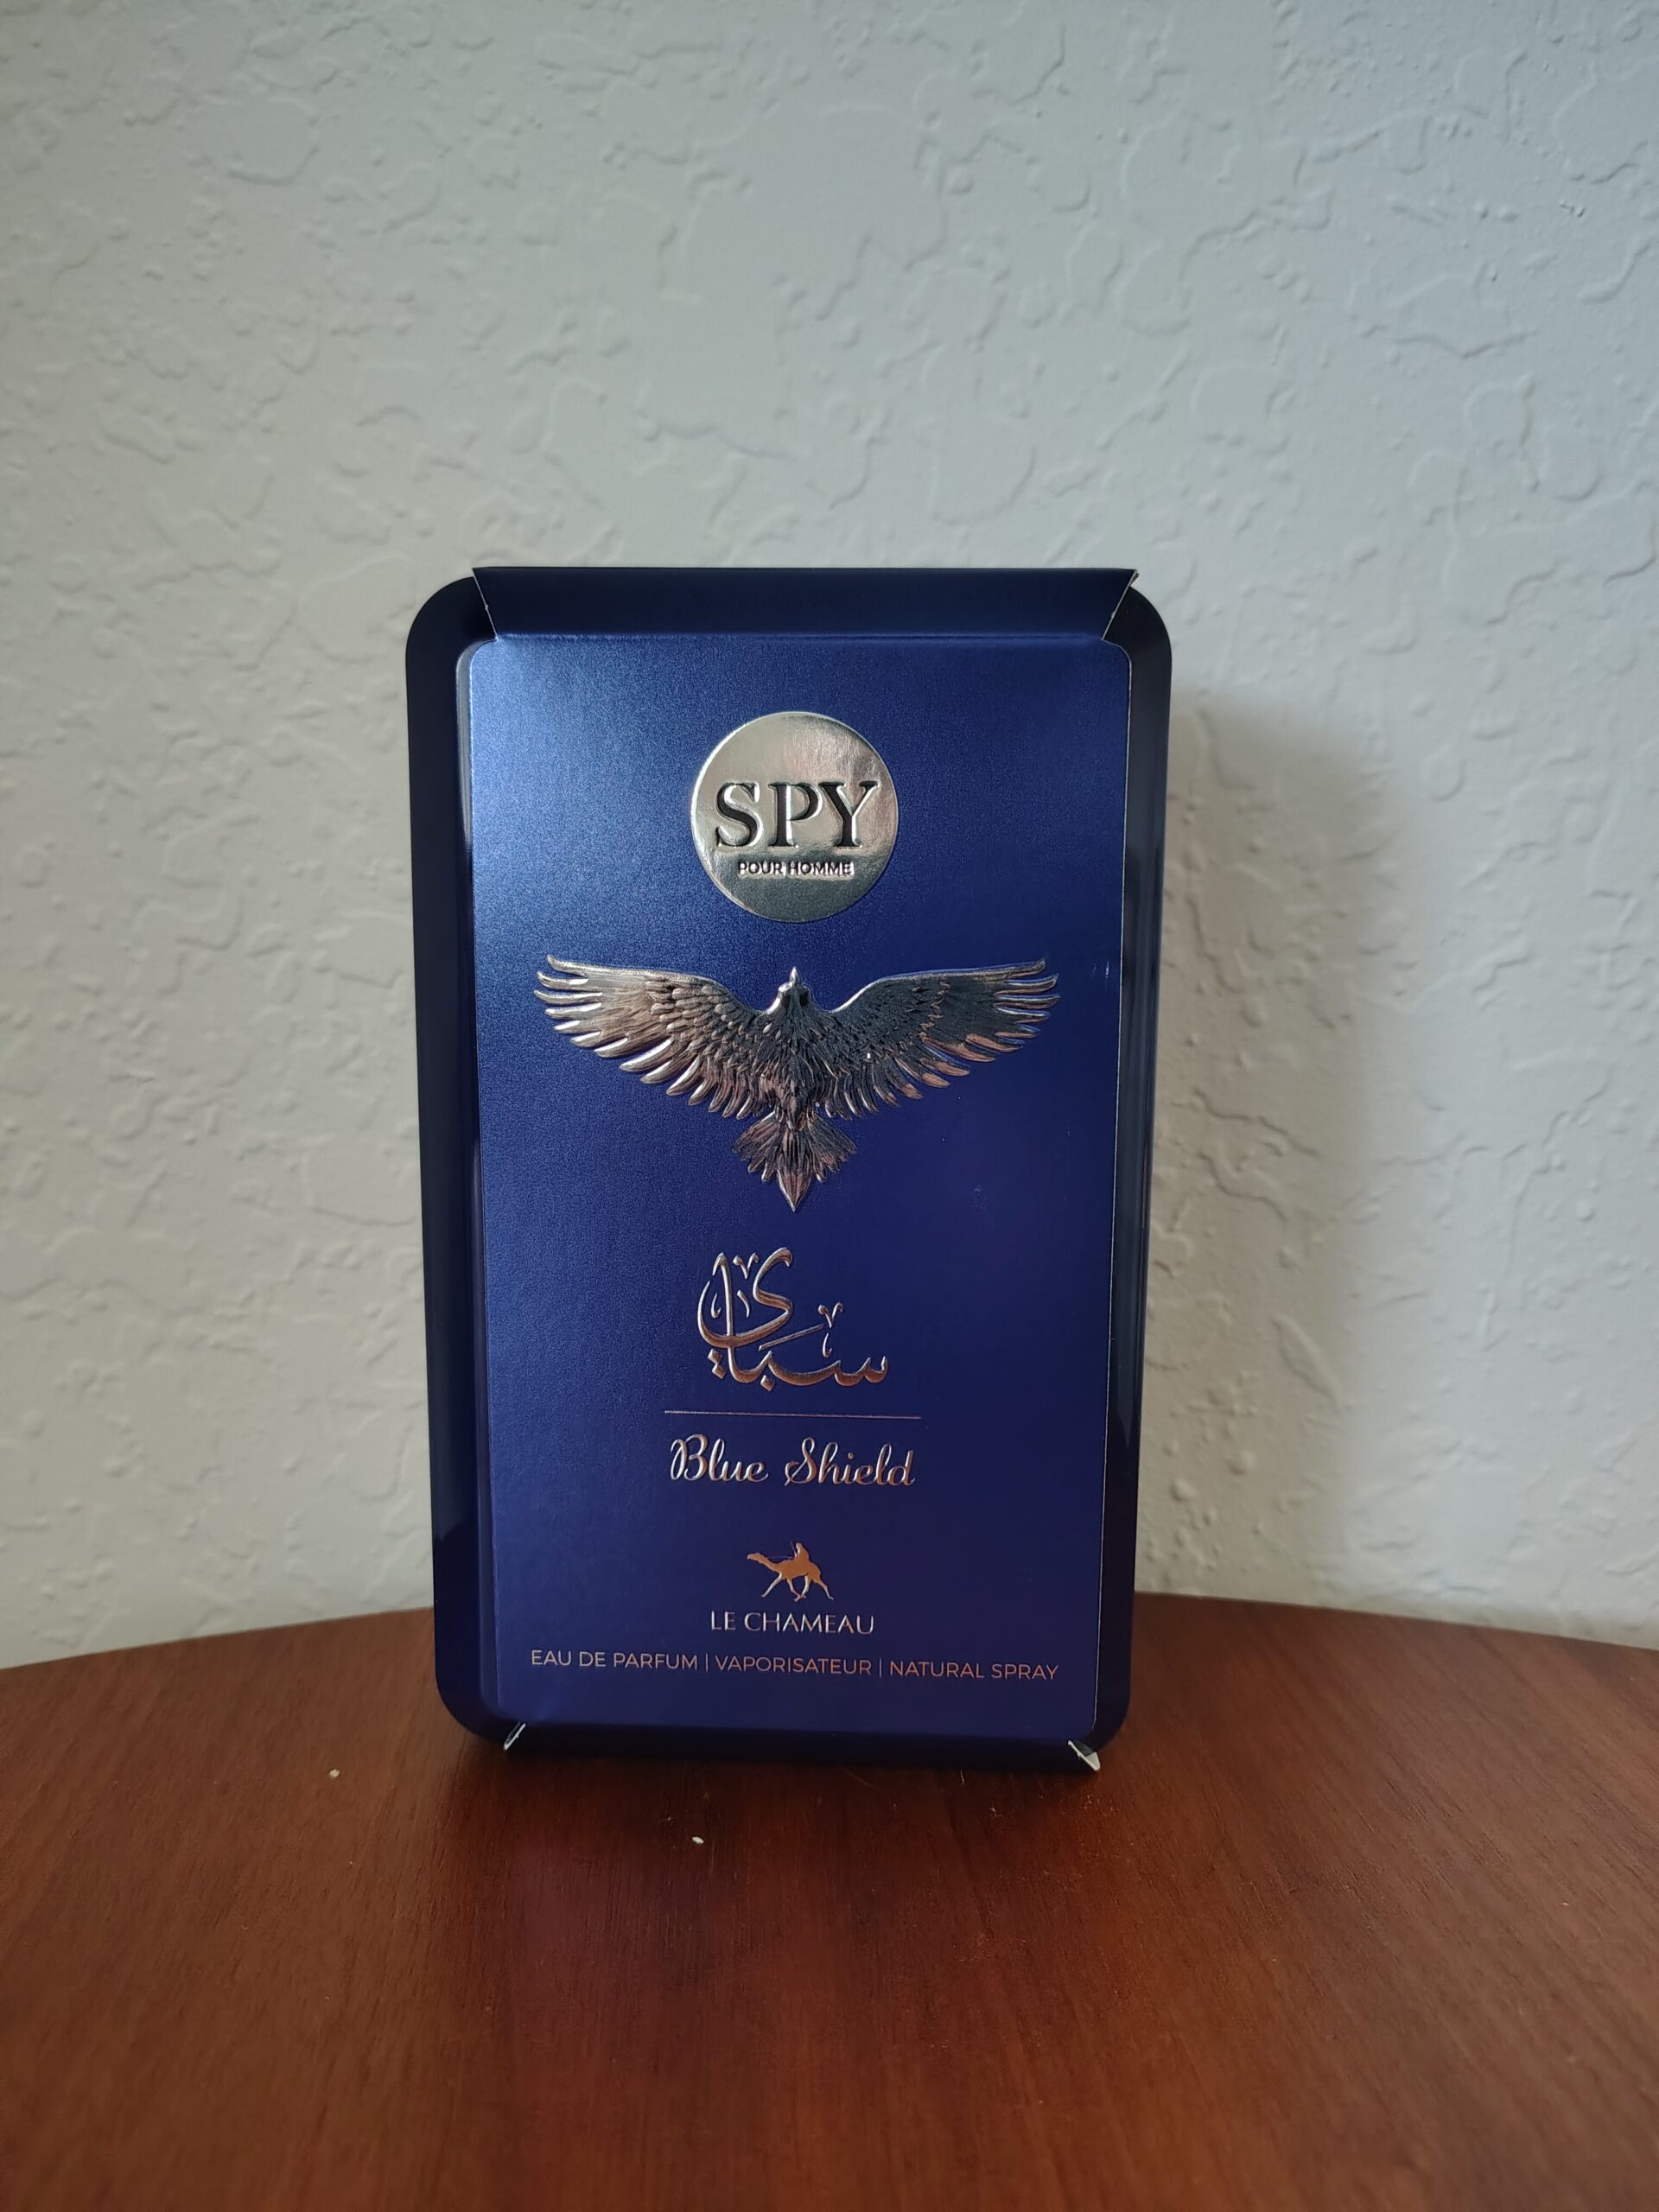 SPY
POUR HOMME
سباي
Blue Shield
LE CHAMEAU
EAU DE PARFUM | VAPORISATEUR | NATURAL SPRAY